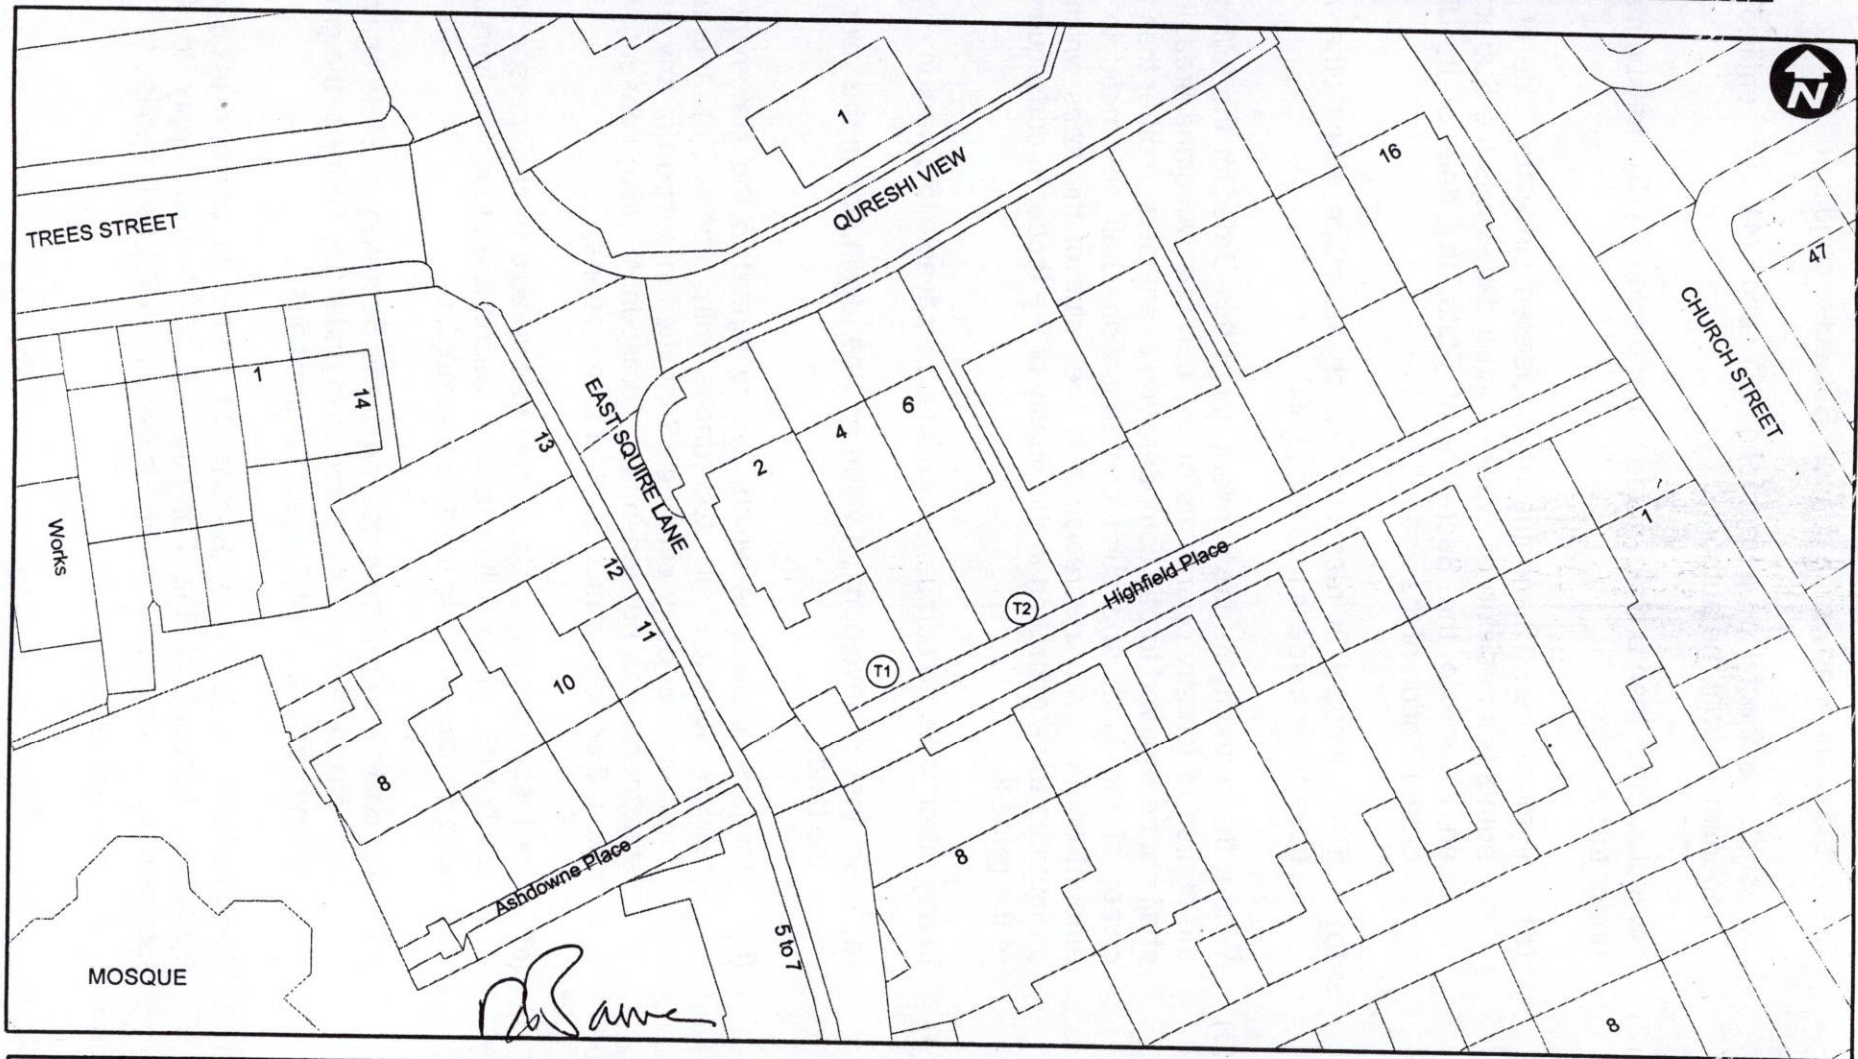 N
1
QURESHI VIEW
16
TREES STREET
47
CHURCH STREET
1
14
13
EAST SQUIRE LANE
6
4
2
Works
12
11
10
Highfield Place
1
T2
T1
8
8
Ashdowne Place
5 to 7
MOSQUE
8